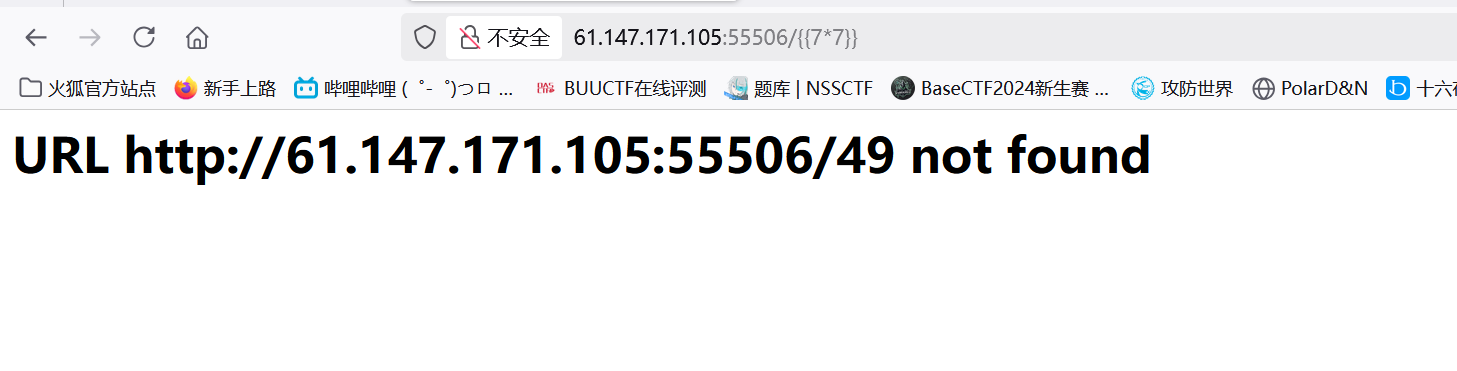 不安全 61.147.171.105:55506/{{7*7}}
火狐官方站点 新手上路 哔哩哔哩 (゜-゜)つロ ... BUUCTF在线评测 题库 | NSSCTF BaseCTF2024新生赛 ... 攻防世界 PolarD&N 十六夜
URL http://61.147.171.105:55506/49 not found